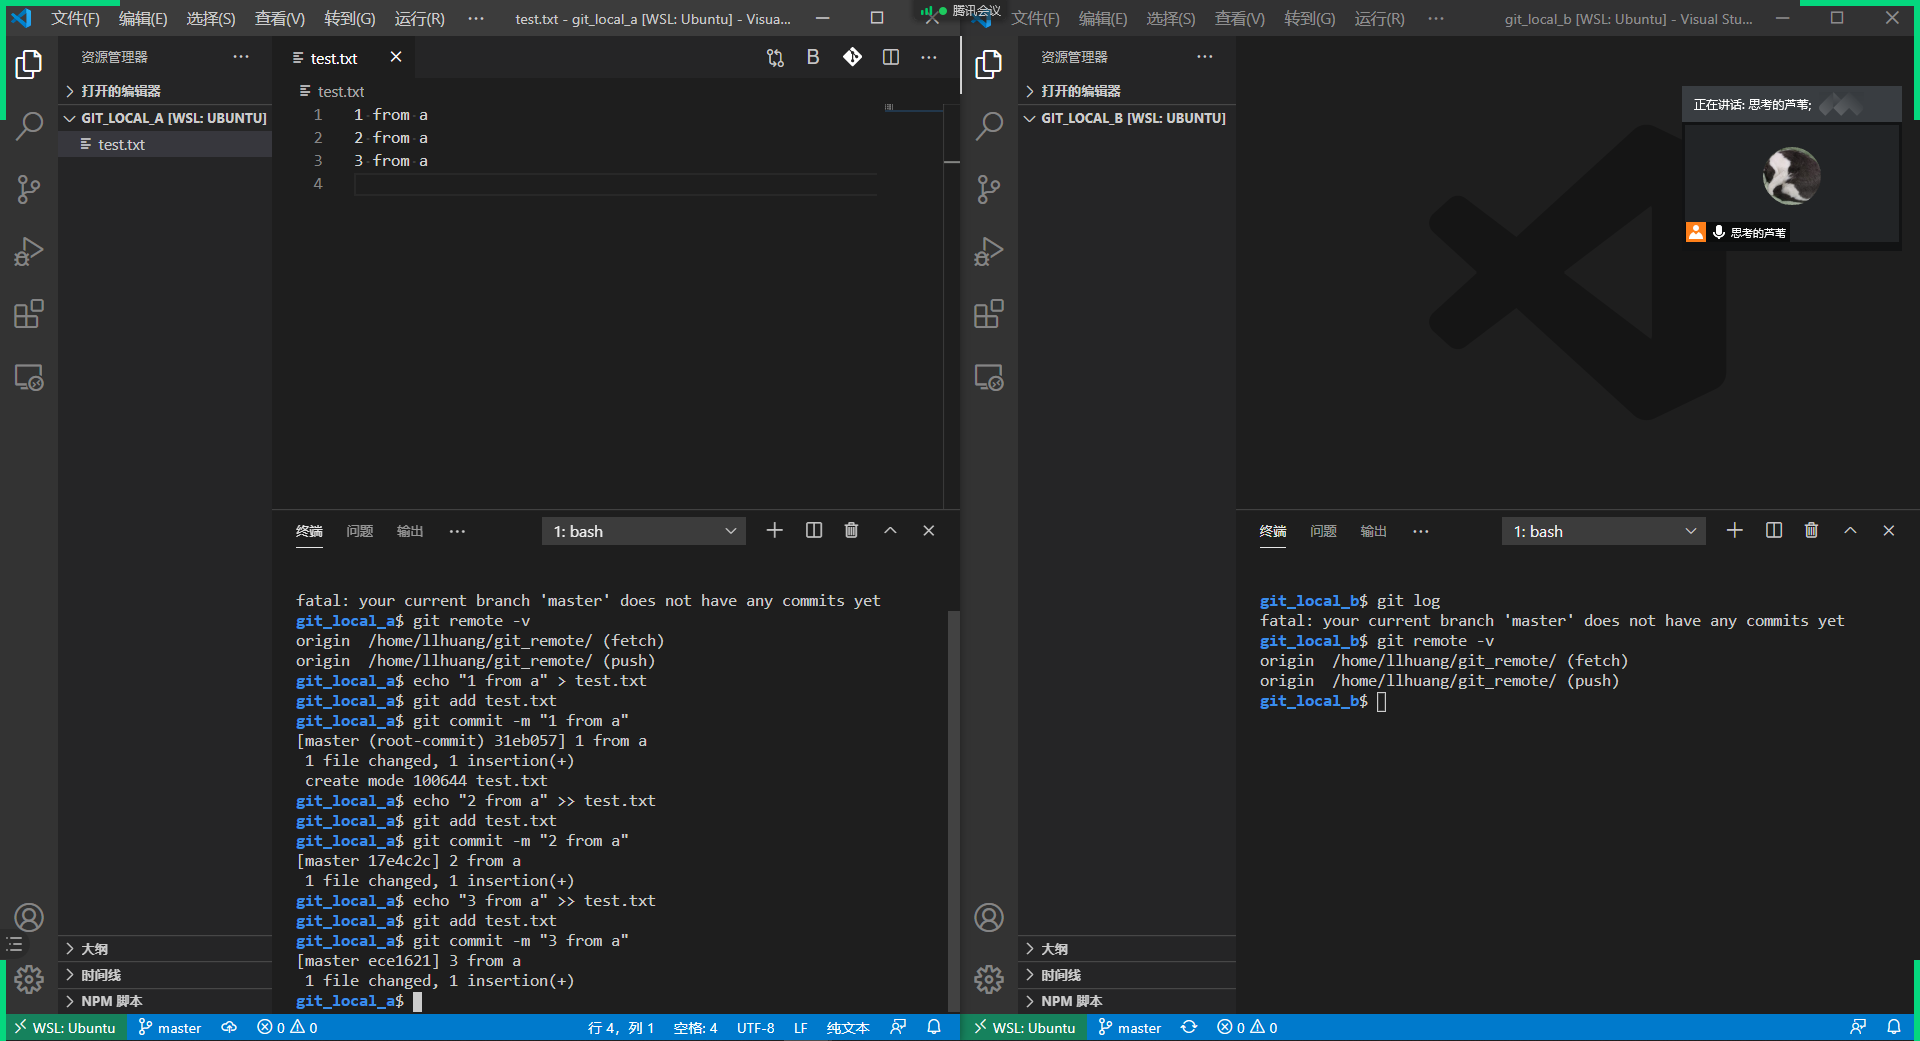 文件(F) 编辑(E) 选择(S) 查看(V) 转到(G) 运行(R) ··· test.txt - git_local_a [WSL: Ubuntu] - Visua...
腾讯会议
文件(F) 编辑(E) 选择(S) 查看(V) 转到(G) 运行(R) ··· git_local_b [WSL: Ubuntu] - Visual Stu...
资源管理器 ···
打开的编辑器
GIT_LOCAL_A [WSL: UBUNTU]
test.txt
大纲
时间线
NPM 脚本
test.txt
B
test.txt
1 1 from a
2 2 from a
3 3 from a
4
终端 问题 输出 ··· 1: bash
fatal: your current branch 'master' does not have any commits yet
git_local_a$ git remote -v
origin /home/llhuang/git_remote/ (fetch)
origin /home/llhuang/git_remote/ (push)
git_local_a$ echo "1 from a" > test.txt
git_local_a$ git add test.txt
git_local_a$ git commit -m "1 from a"
[master (root-commit) 31eb057] 1 from a
1 file changed, 1 insertion(+)
create mode 100644 test.txt
git_local_a$ echo "2 from a" >> test.txt
git_local_a$ git add test.txt
git_local_a$ git commit -m "2 from a"
[master 17e4c2c] 2 from a
1 file changed, 1 insertion(+)
git_local_a$ echo "3 from a" >> test.txt
git_local_a$ git add test.txt
git_local_a$ git commit -m "3 from a"
[master ece1621] 3 from a
1 file changed, 1 insertion(+)
git_local_a$
WSL: Ubuntu master 0 0 行 4, 列 1 空格: 4 UTF-8 LF 纯文本
资源管理器 ···
打开的编辑器
GIT_LOCAL_B [WSL: UBUNTU]
大纲
时间线
NPM 脚本
正在讲话: 思考的芦苇;
思考的芦苇
终端 问题 输出 ··· 1: bash
git_local_b$ git log
fatal: your current branch 'master' does not have any commits yet
git_local_b$ git remote -v
origin /home/llhuang/git_remote/ (fetch)
origin /home/llhuang/git_remote/ (push)
git_local_b$
WSL: Ubuntu master 0 0